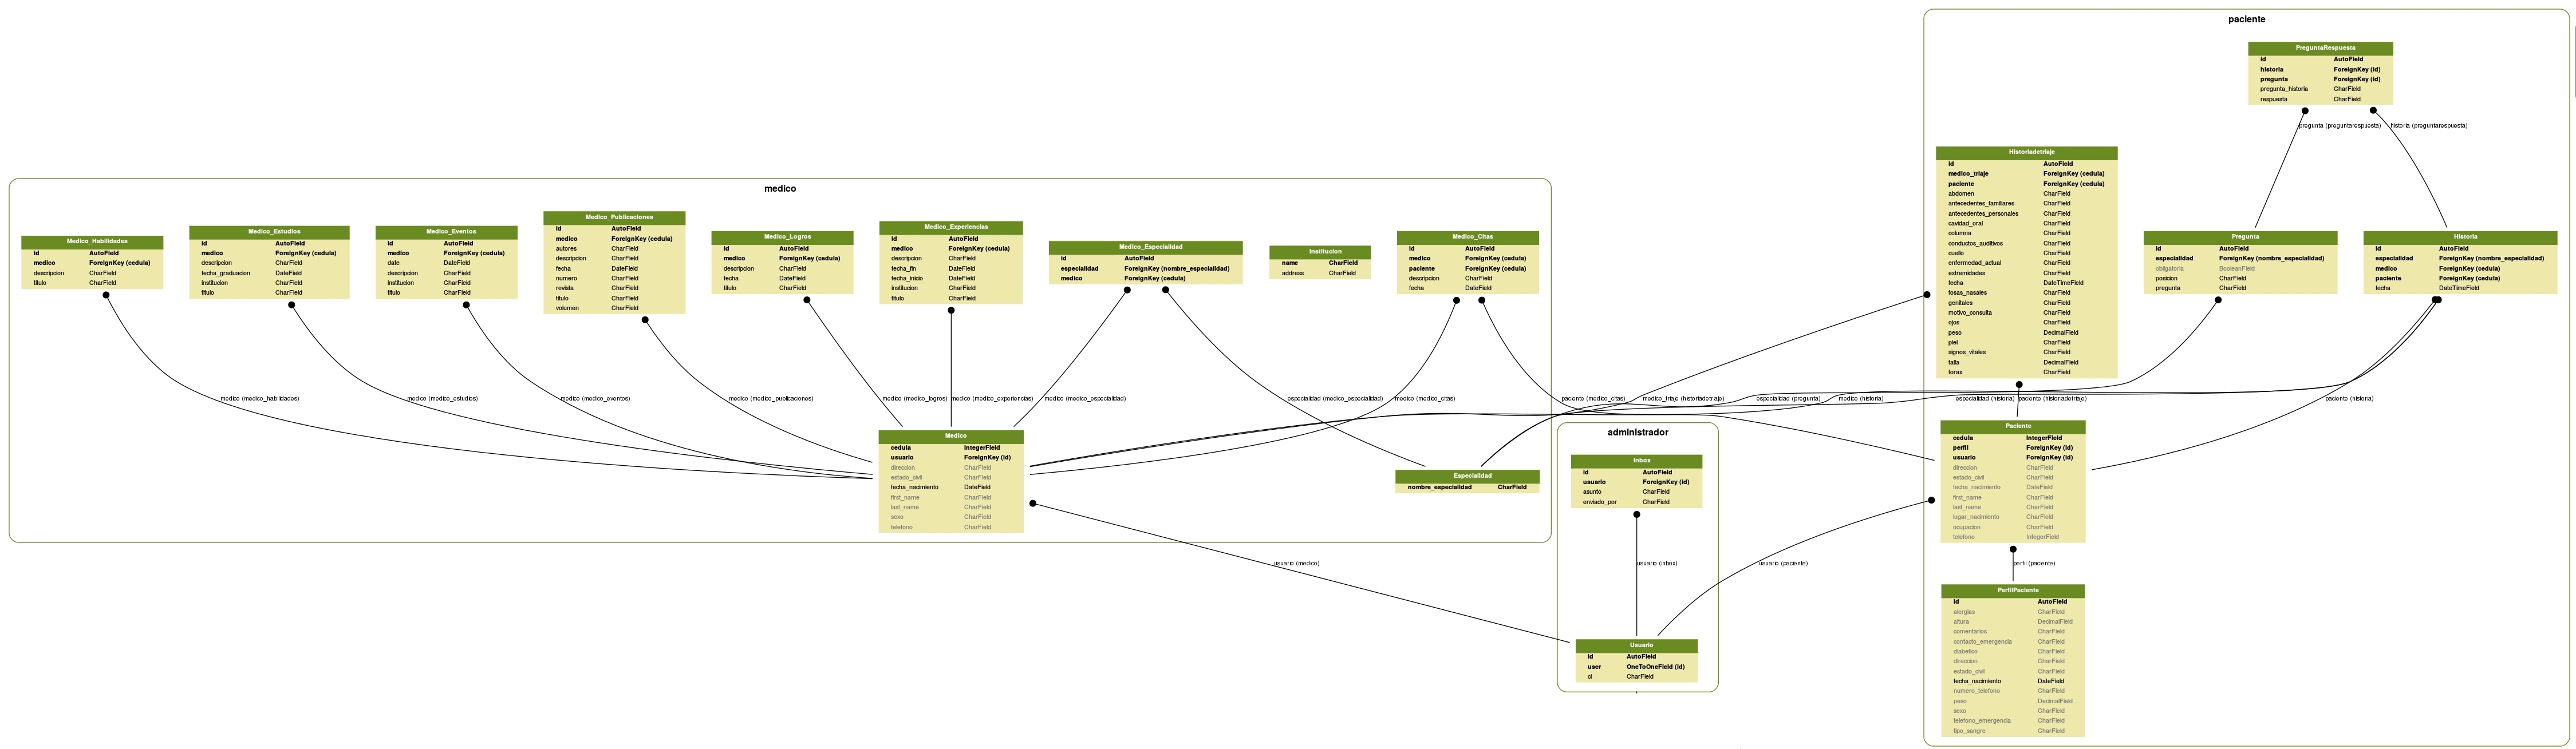 medico
Medico_Habilidades
id AutoField
medico ForeignKey (cedula)
descripcion CharField
titulo CharField
Medico_Estudios
id AutoField
medico ForeignKey (cedula)
descripcion CharField
fecha_graduacion DateField
institucion CharField
titulo CharField
Medico_Eventos
id AutoField
medico ForeignKey (cedula)
date DateField
descripcion CharField
institucion CharField
titulo CharField
Medico_Publicaciones
id AutoField
medico ForeignKey (cedula)
autores CharField
descripcion CharField
fecha DateField
numero CharField
revista CharField
titulo CharField
volumen CharField
Medico_Logros
id AutoField
medico ForeignKey (cedula)
descripcion CharField
fecha DateField
titulo CharField
Medico_Experiencias
id AutoField
medico ForeignKey (cedula)
descripcion CharField
fecha_fin DateField
fecha_inicio DateField
institucion CharField
titulo CharField
Medico_Especialidad
id AutoField
especialidad ForeignKey (nombre_especialidad)
medico ForeignKey (cedula)
Institucion
name CharField
address CharField
Medico_Citas
id AutoField
medico ForeignKey (cedula)
paciente ForeignKey (cedula)
descripcion CharField
fecha DateField
medico (medico_habilidades)
medico (medico_estudios)
medico (medico_eventos)
medico (medico_publicaciones)
medico (medico_logros)
medico (medico_experiencias)
medico (medico_especialidad)
especialidad (medico_especialidad)
medico (medico_citas)
paciente (medico_citas)
medico_triaje (historiadetriaje)
especialidad (pregunta)
medico (historia)
especialidad (historia)
paciente (historiadetriaje)
paciente (historia)
Medico
cedula IntegerField
usuario ForeignKey (id)
direccion CharField
estado_civil CharField
fecha_nacimiento DateField
first_name CharField
last_name CharField
sexo CharField
telefono CharField
Especialidad
nombre_especialidad CharField
usuario (medico)
administrador
Inbox
id AutoField
usuario ForeignKey (id)
asunto CharField
enviado_por CharField
usuario (inbox)
usuario (paciente)
Usuario
id AutoField
user OneToOneField (id)
ci CharField
paciente
PreguntaRespuesta
id AutoField
historia ForeignKey (id)
pregunta ForeignKey (id)
pregunta_historia CharField
respuesta CharField
pregunta (preguntarespuesta)
historia (preguntarespuesta)
Historiadetriaje
id AutoField
medico_triaje ForeignKey (cedula)
paciente ForeignKey (cedula)
abdomen CharField
antecedentes_familiares CharField
antecedentes_personales CharField
cavidad_oral CharField
columna CharField
conductos_auditivos CharField
cuello CharField
enfermedad_actual CharField
extremidades CharField
fecha DateTimeField
fosas_nasales CharField
genitales CharField
motivo_consulta CharField
ojos CharField
peso DecimalField
piel CharField
signos_vitales CharField
talla DecimalField
torax CharField
Pregunta
id AutoField
especialidad ForeignKey (nombre_especialidad)
obligatoria BooleanField
posicion CharField
pregunta CharField
Historia
id AutoField
especialidad ForeignKey (nombre_especialidad)
medico ForeignKey (cedula)
paciente ForeignKey (cedula)
fecha DateTimeField
Paciente
cedula IntegerField
perfil ForeignKey (id)
usuario ForeignKey (id)
direccion CharField
estado_civil CharField
fecha_nacimiento DateField
first_name CharField
last_name CharField
lugar_nacimiento CharField
ocupacion CharField
telefono IntegerField
perfil (paciente)
PerfilPaciente
id AutoField
alergias CharField
altura DecimalField
comentarios CharField
contacto_emergencia CharField
diabetico CharField
direccion CharField
estado_civil CharField
fecha_nacimiento DateField
numero_telefono CharField
peso DecimalField
sexo CharField
telefono_emergencia CharField
tipo_sangre CharField